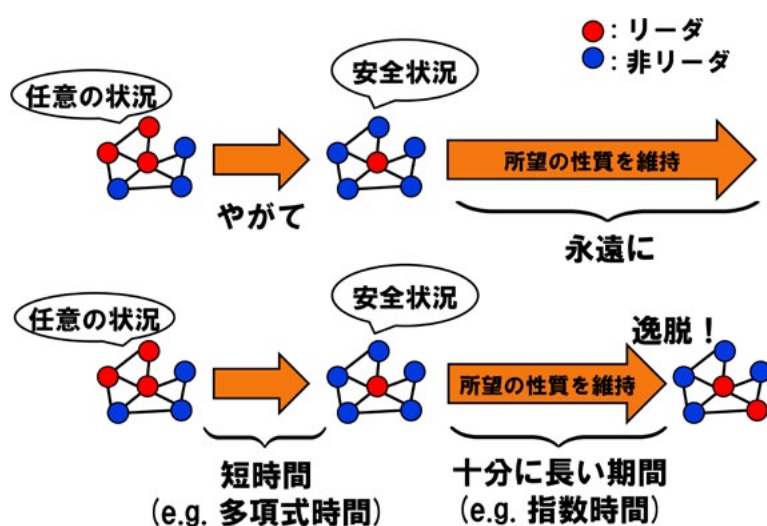 ：リーダ
：非リーダ
任意の状況
安全状況
所望の性質を維持
やがて
永遠に
任意の状況
安全状況
逸脱！
所望の性質を維持
短時間
(e.g. 多項式時間)
十分に長い期間
(e.g. 指数時間)